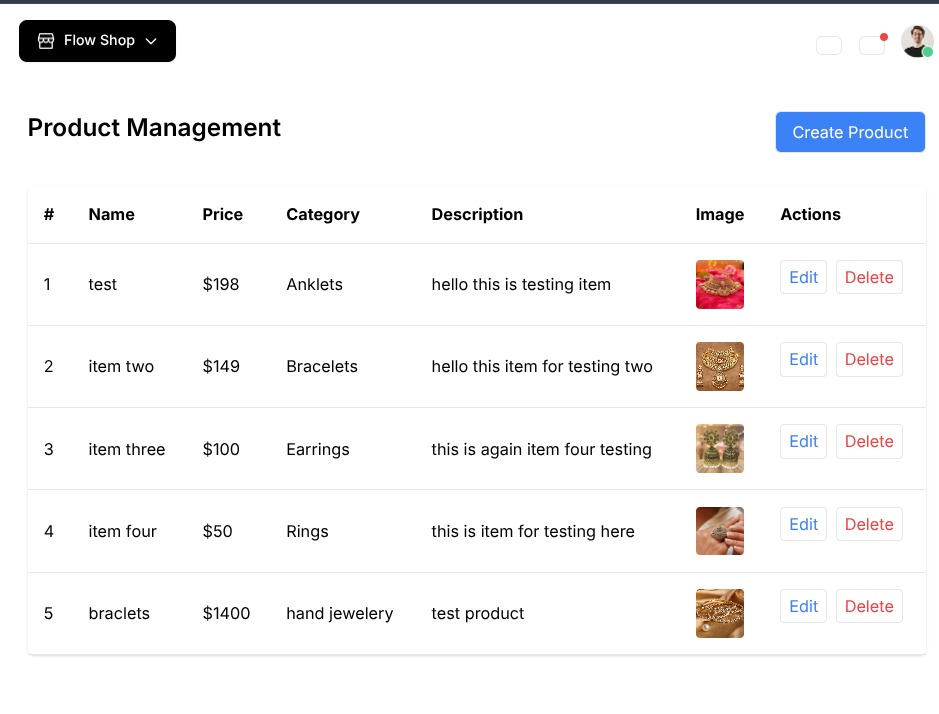 Flow Shop
Product Management
Create Product
# Name Price Category Description Image Actions
1 test $198 Anklets hello this is testing item Edit Delete
2 item two $149 Bracelets hello this item for testing two Edit Delete
3 item three $100 Earrings this is again item four testing Edit Delete
4 item four $50 Rings this is item for testing here Edit Delete
5 braclets $1400 hand jewelery test product Edit Delete